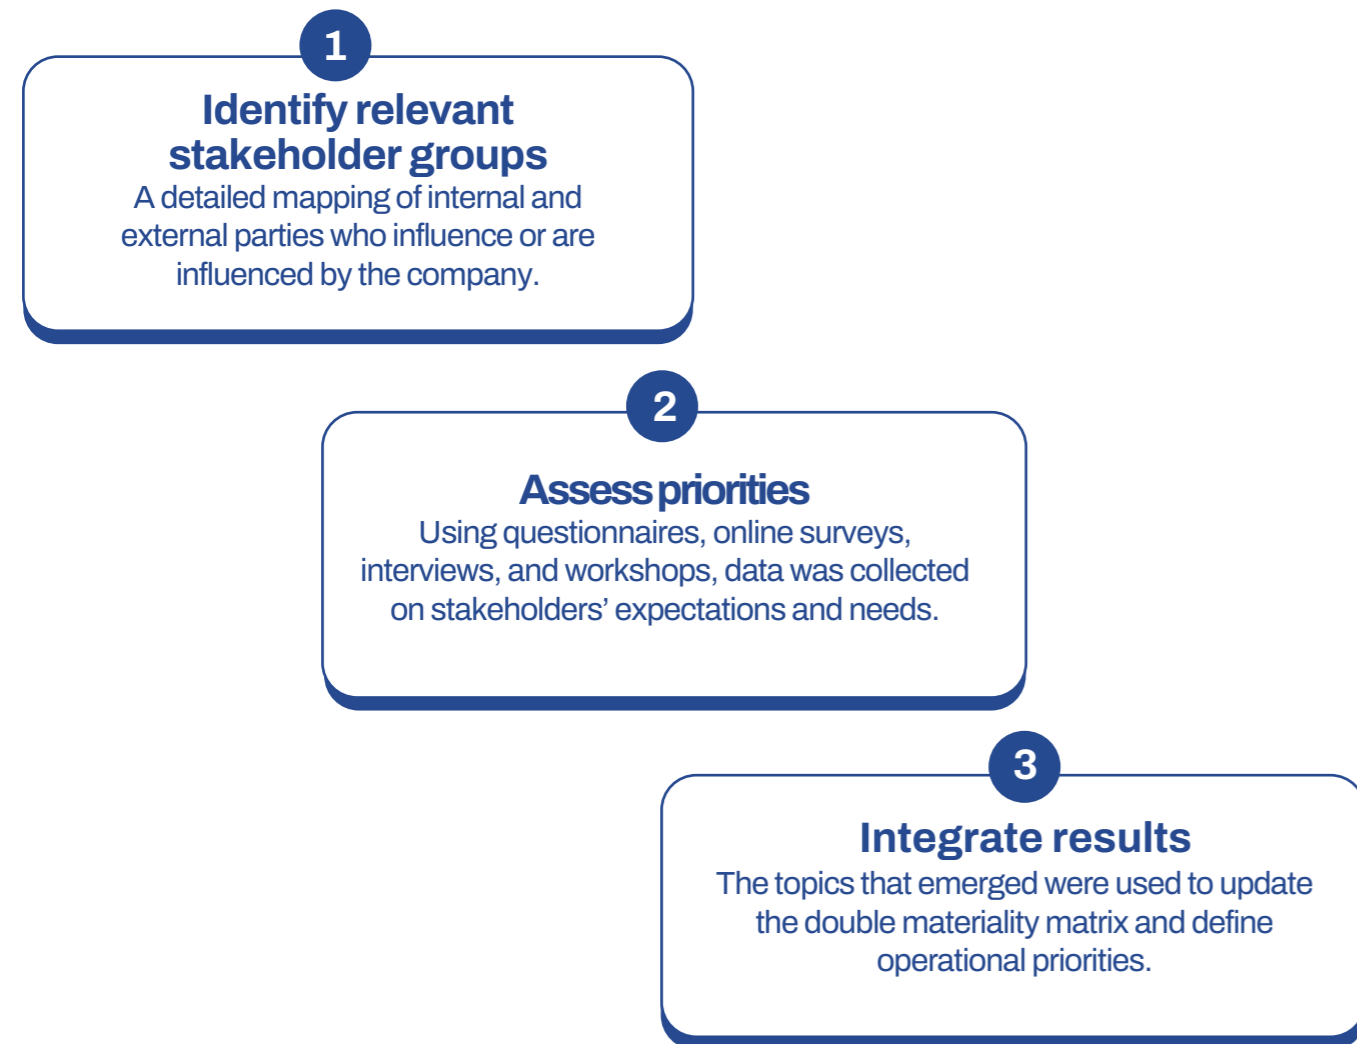 1
Identify relevant
stakeholder groups
A detailed mapping of internal and
external parties who influence or are
influenced by the company.
2
Assess priorities
Using questionnaires, online surveys,
interviews, and workshops, data was collected
on stakeholders’ expectations and needs.
3
Integrate results
The topics that emerged were used to update
the double materiality matrix and define
operational priorities.